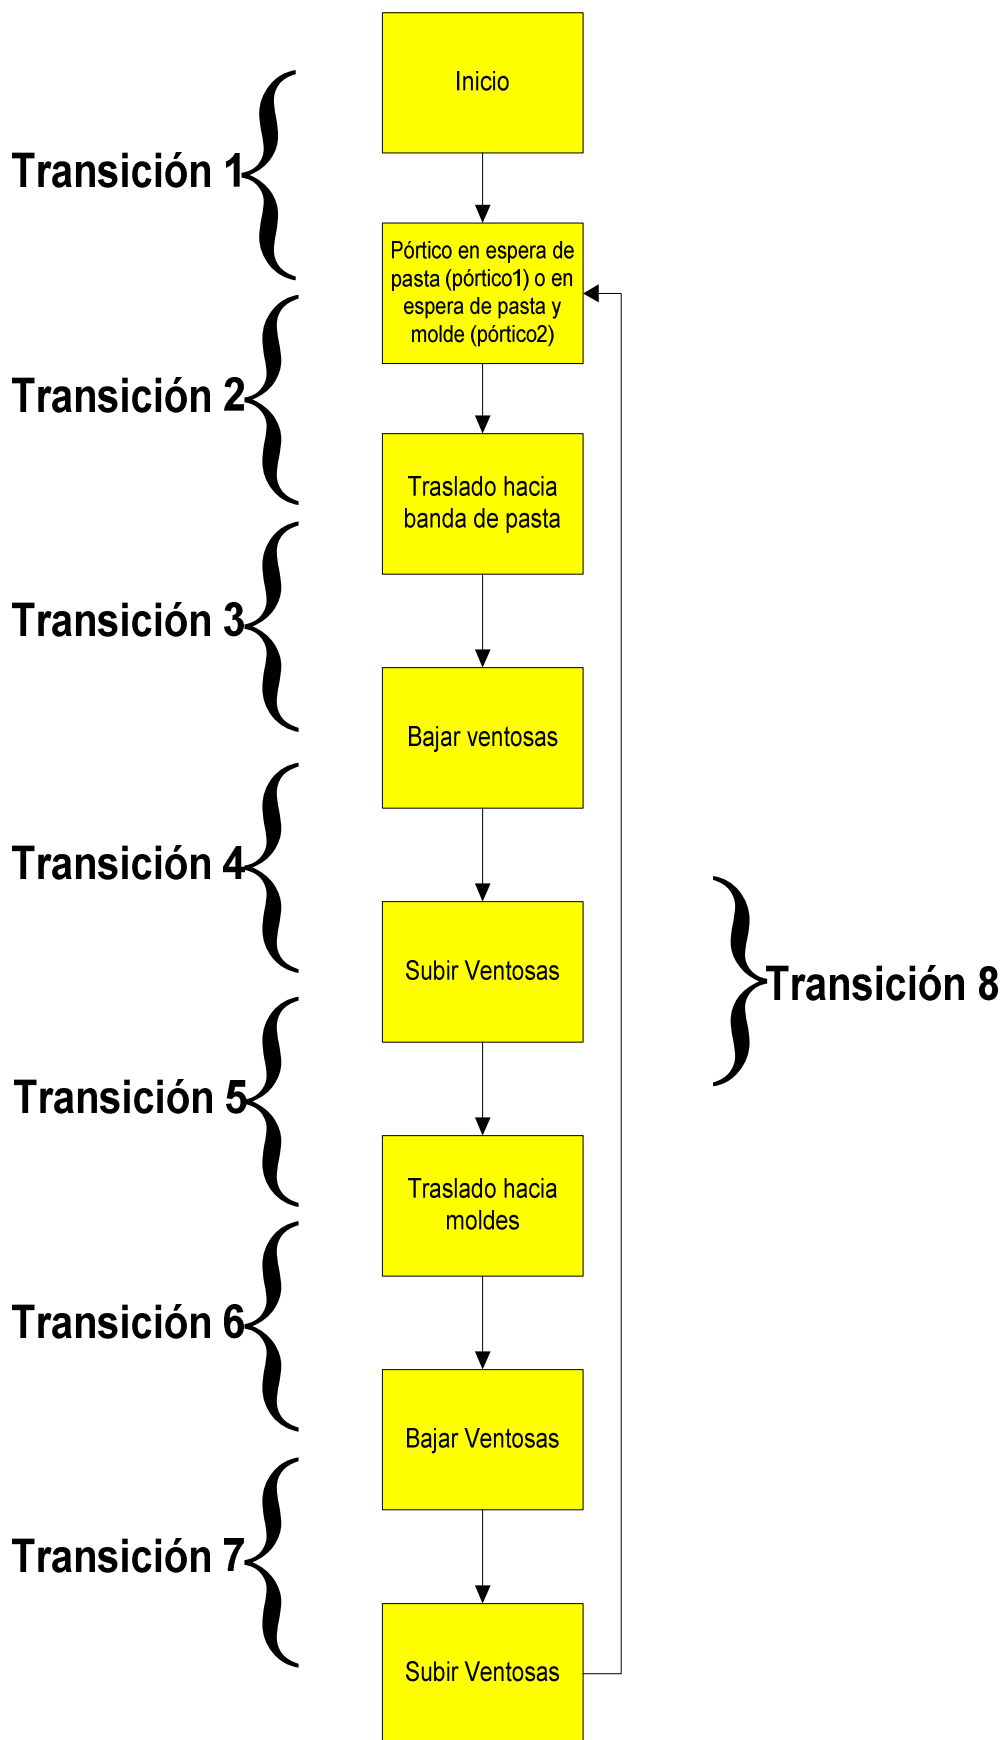 Inicio
Transición 1
Pórtico en espera de
pasta (pórtico1) o en
espera de pasta y
molde (pórtico2)
Transición 2
Traslado hacia
banda de pasta
Transición 3
Bajar ventosas
Transición 4
Subir Ventosas
Transición 8
Transición 5
Traslado hacia
moldes
Transición 6
Bajar Ventosas
Transición 7
Subir Ventosas